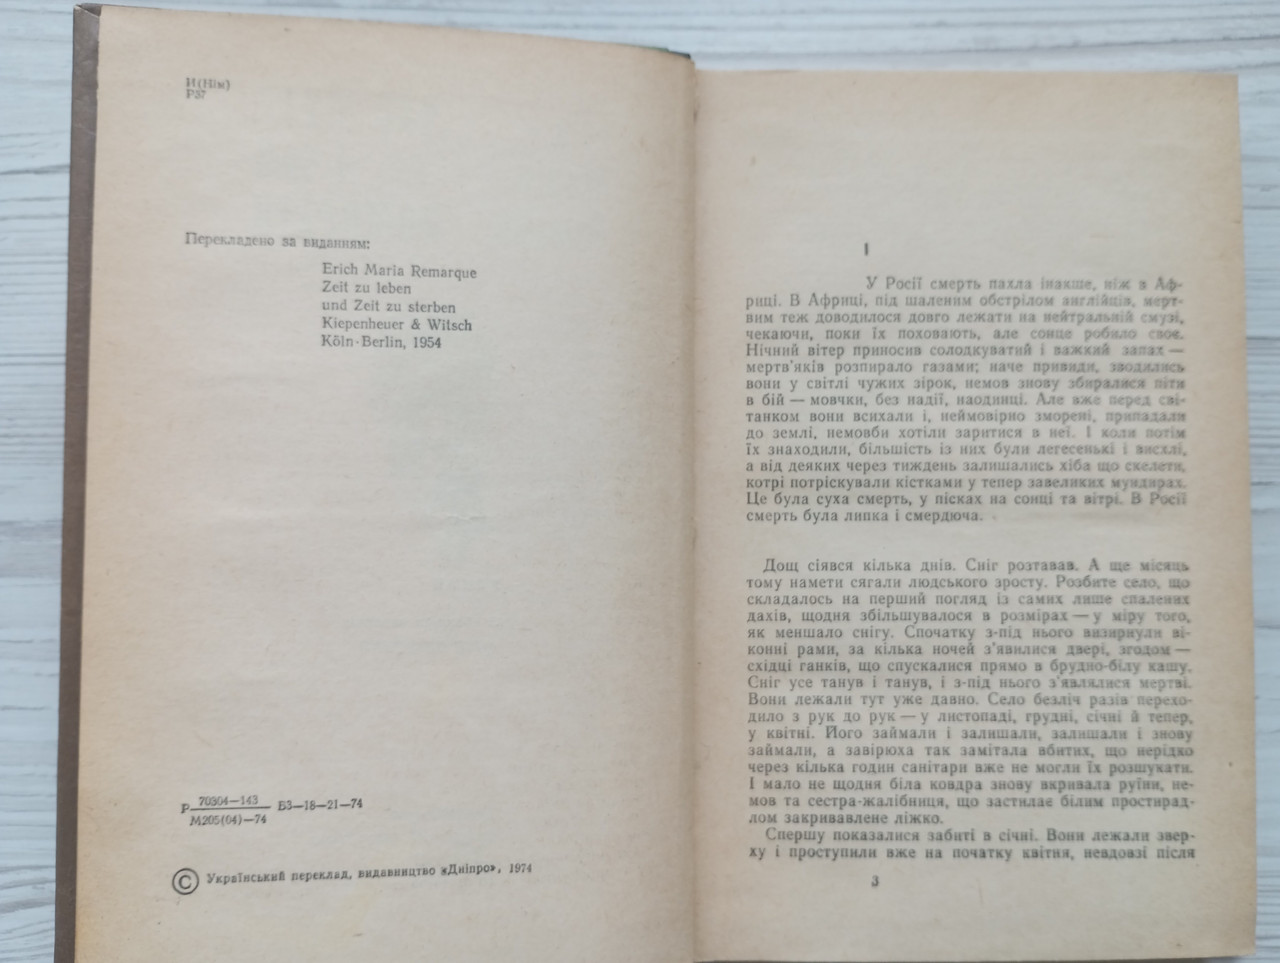 И(Нім)
Р37
Перекладено за виданням:
Erich Maria Remarque
Zeit zu leben
und Zeit zu sterben
Kiepenheuer & Witsch
Köln-Berlin, 1954
Р 70304—143 БЗ—18—21—74
М205(04)—74
© Український переклад, видавництво «Дніпро», 1974
I
У Росії смерть пахла інакше, ніж в Аф-
риці. В Африці, під шаленим обстрілом англійців, мерт-
вим теж доводилося довго лежати на нейтральній смузі,
чекаючи, поки їх поховають, але сонце робило своє.
Нічний вітер приносив солодкуватий і важкий запах —
мертв'яків розпирало газами; наче привиди, зводились
вони у світлі чужих зірок, немов знову збиралися піти
в бій — мовчки, без надії, наодинці. Але вже перед сві-
танком вони всихали і, неймовірно зморені, припадали
до землі, немовби хотіли заритися в неї. І коли потім
їх знаходили, більшість із них були легесенькі і висхлі,
а від деяких через тиждень залишались хіба що скелети,
котрі потріскували кістками у тепер завеликих мундирах.
Це була суха смерть, у пісках на сонці та вітрі. В Росії
смерть була липка і смердюча.
Дощ сіявся кілька днів. Сніг розтавав. А ще місяць
тому намети сягали людського зросту. Розбите село, що
складалось на перший погляд із самих лише спалених
дахів, щодня збільшувалося в розмірах — у міру того,
як меншало снігу. Спочатку з-під нього визирнули ві-
конні рами, за кілька ночей з'явилися двері, згодом —
східці ганків, що спускалися прямо в брудно-білу кашу.
Сніг усе танув і танув, і з-під нього з'являлися мертві.
Вони лежали тут уже давно. Село безліч разів перехо-
дило з рук до рук — у листопаді, грудні, січні й тепер,
у квітні. Його займали і залишали, залишали і знову
займали, а завірюха так замітала вбитих, що нерідко
через кілька годин санітари вже не могли їх розшукати.
І мало не щодня біла ковдра знову вкривала руїни, не-
мов та сестра-жалібниця, що застилає білим простирад-
лом закривавлене ліжко.
Спершу показалися забиті в січні. Вони лежали звер-
ху і проступили вже на початку квітня, невдовзі після
3